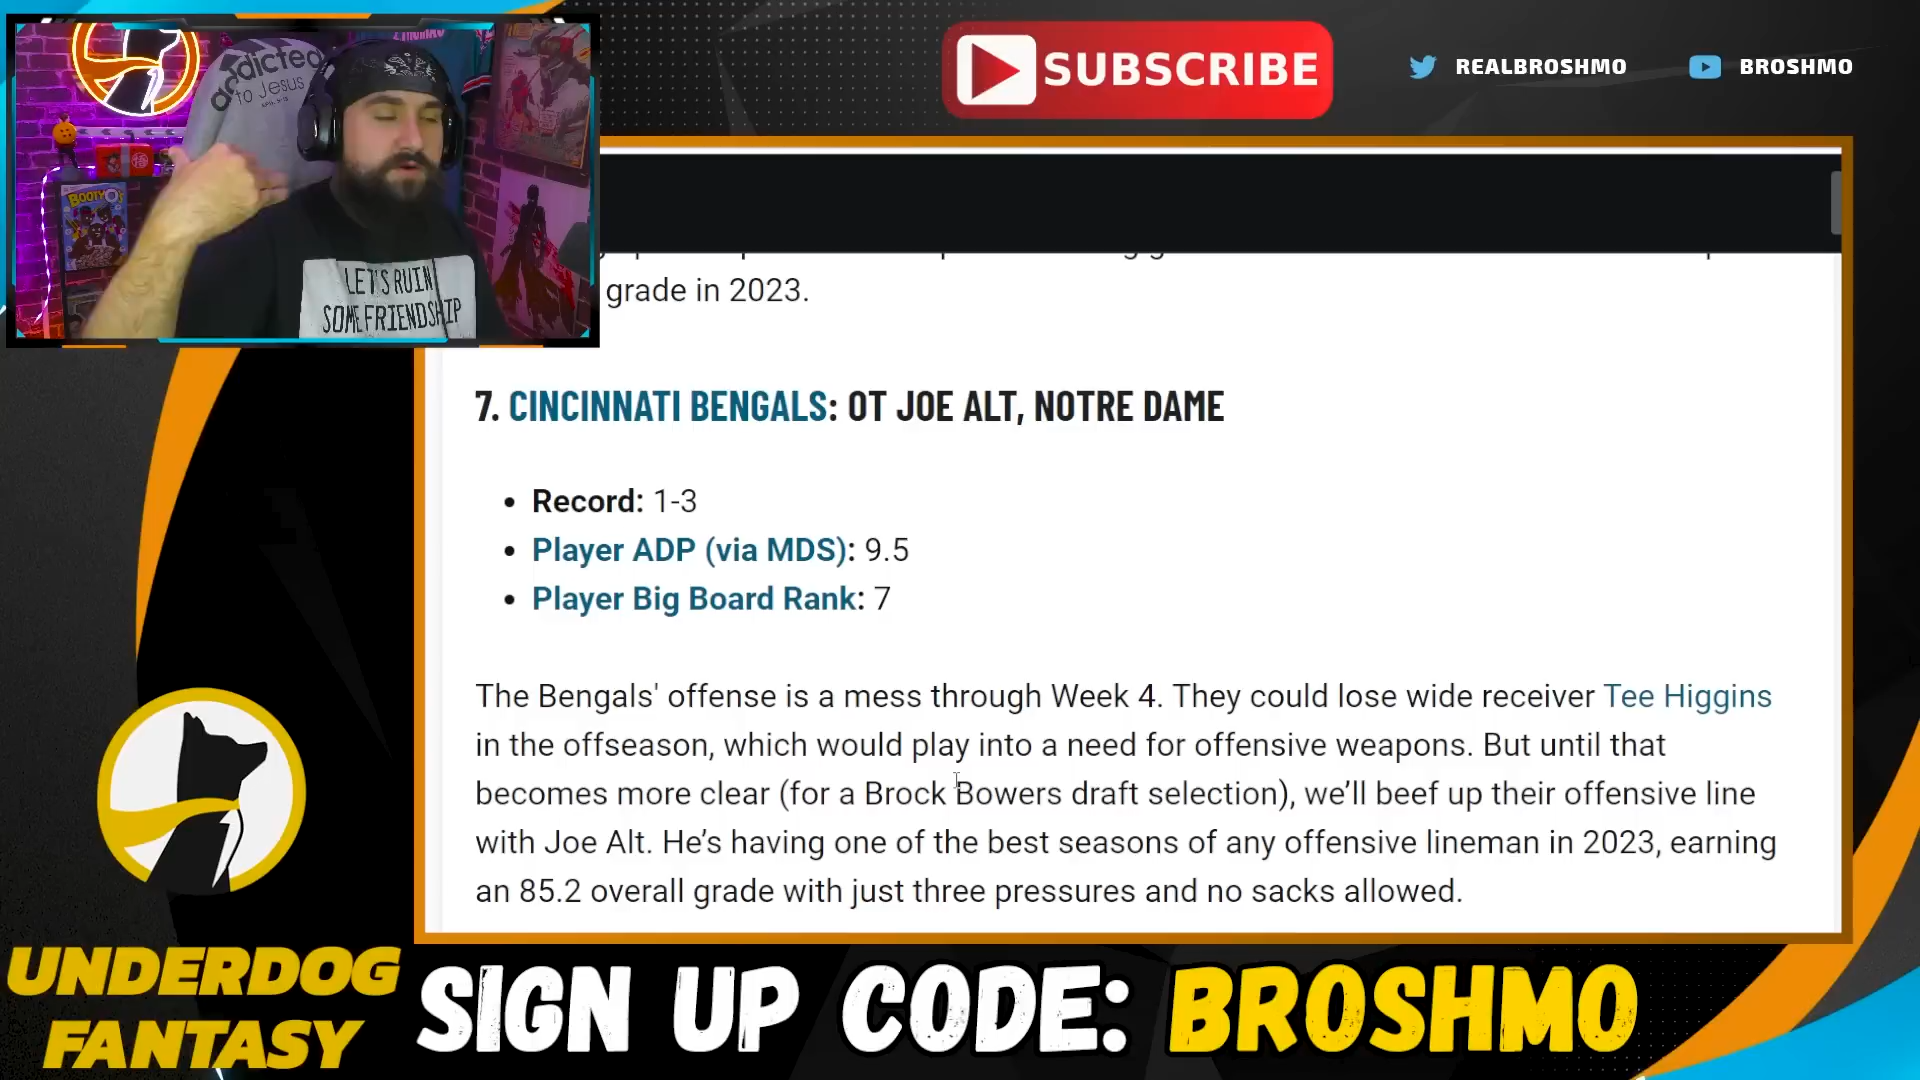 addicted
to Jesus
BOOTY O's
LET'S RUIN
SOME FRIENDSHIP
SUBSCRIBE
REALBROSHMO
BROSHMO
grade in 2023.
7. CINCINNATI BENGALS: OT JOE ALT, NOTRE DAME
• Record: 1-3
• Player ADP (via MDS): 9.5
• Player Big Board Rank: 7
The Bengals' offense is a mess through Week 4. They could lose wide receiver Tee Higgins
in the offseason, which would play into a need for offensive weapons. But until that
becomes more clear (for a Brock Bowers draft selection), we’ll beef up their offensive line
with Joe Alt. He’s having one of the best seasons of any offensive lineman in 2023, earning
an 85.2 overall grade with just three pressures and no sacks allowed.
UNDERDOG
FANTASY
SIGN UP CODE: BROSHMO